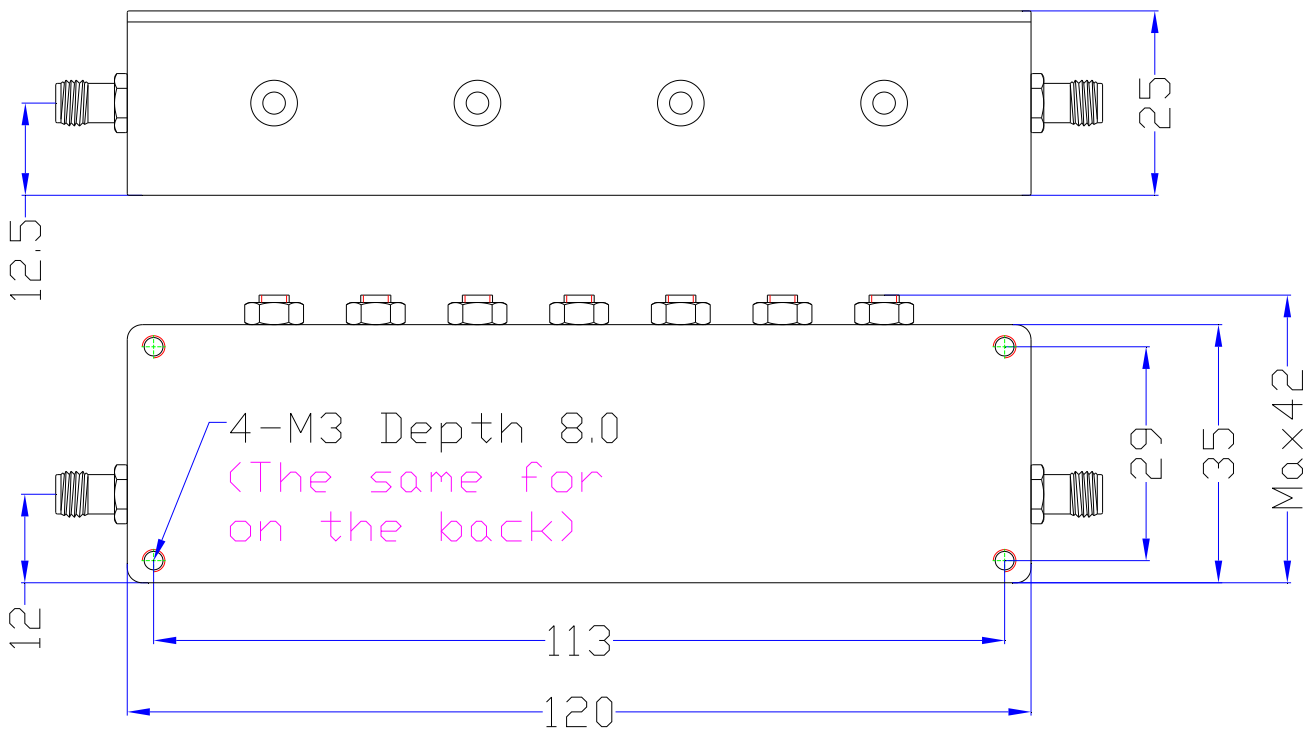 25
12.5
4-M3 Depth 8.0
(The same for
on the back)
29
35
Max42
12
113
120